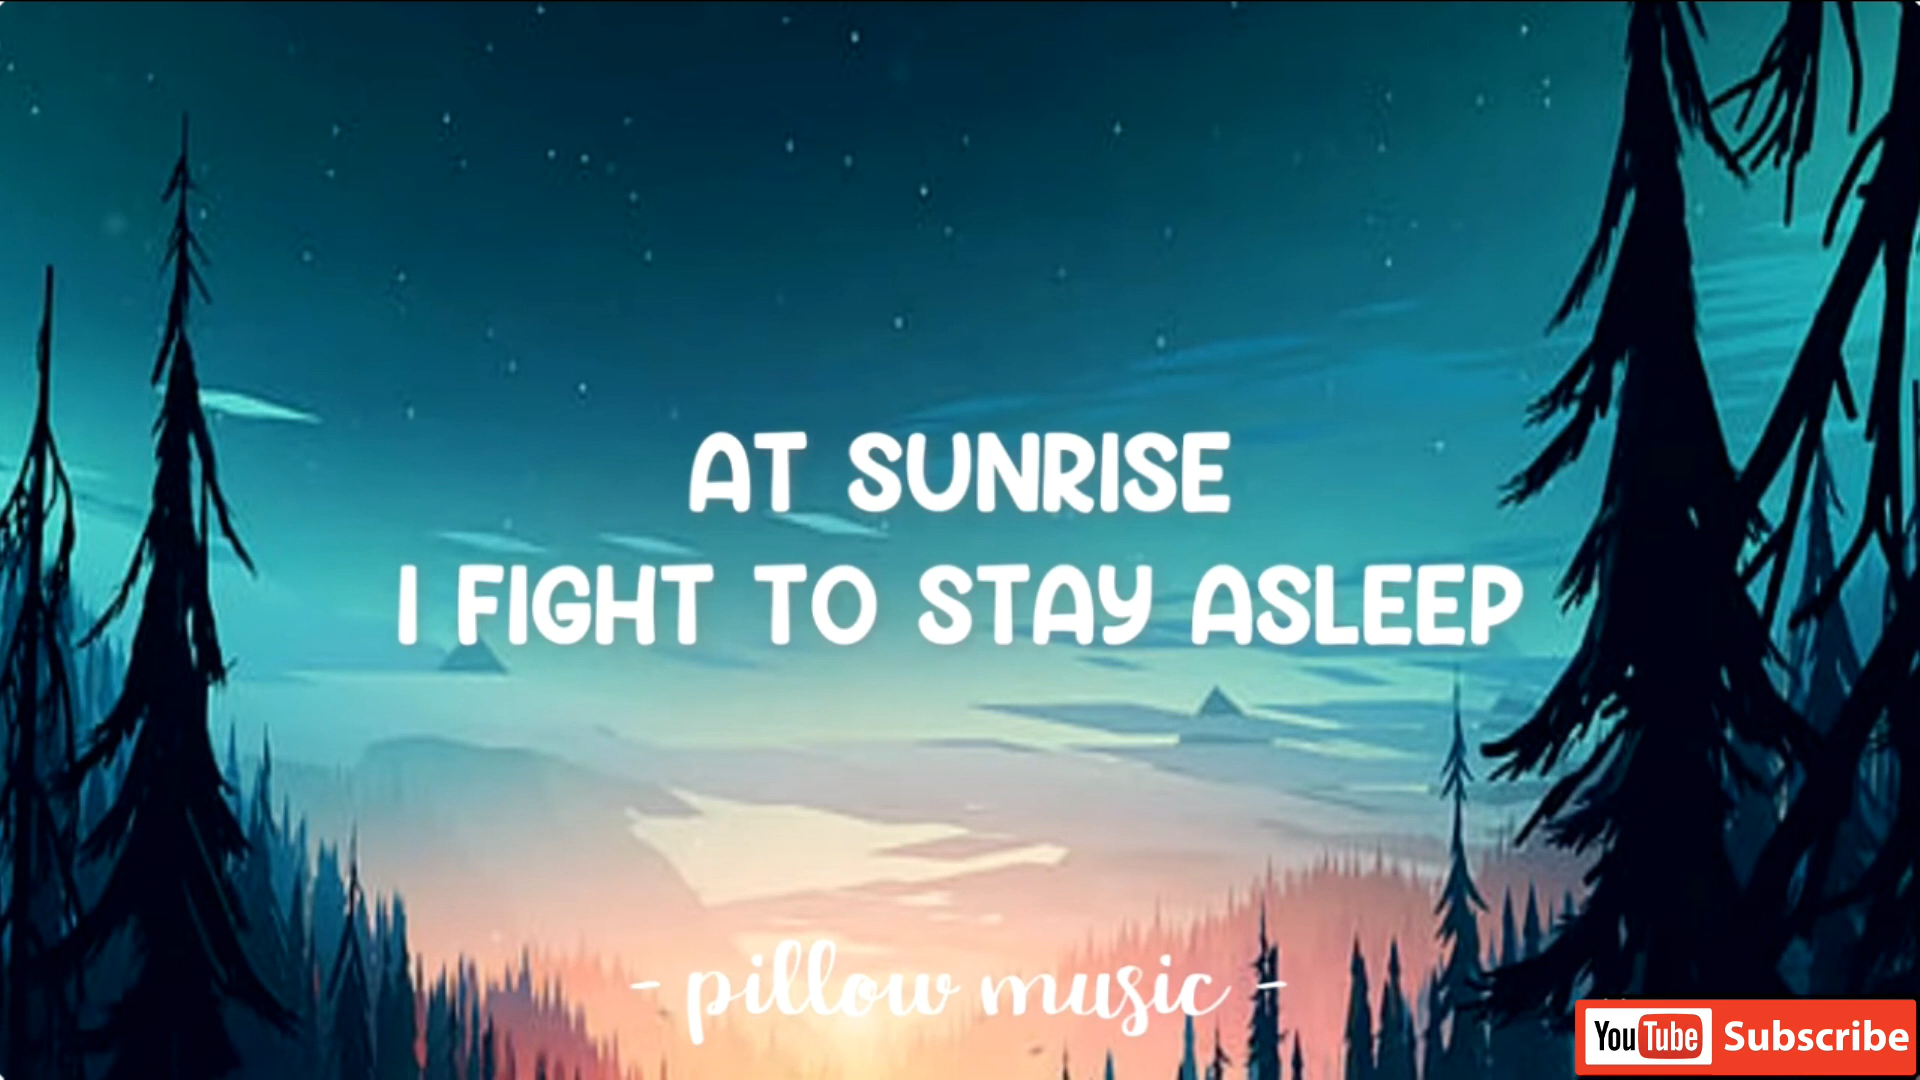 AT SUNRISE
I FIGHT TO STAY ASLEEP
- pillow music -
YouTube Subscribe